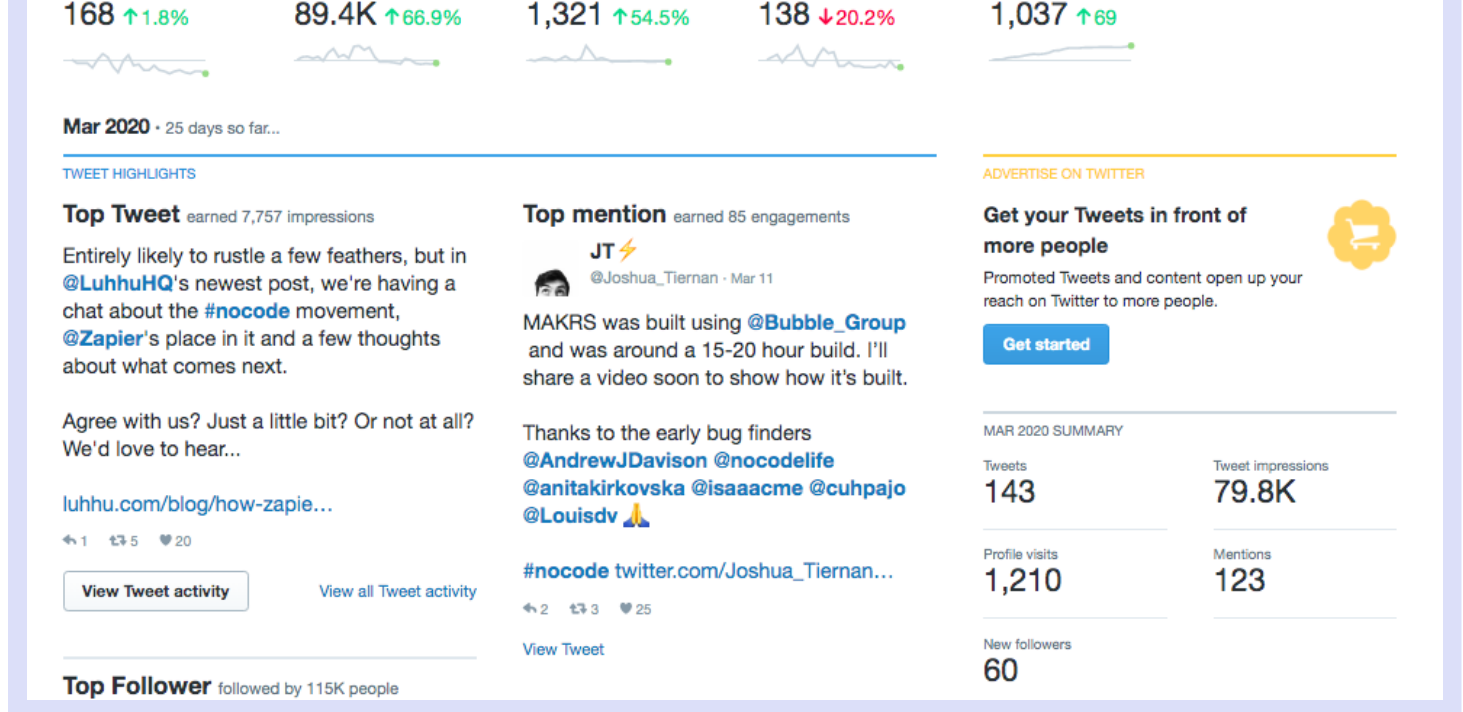 168 ↑1.8%
89.4K ↑66.9%
1,321 ↑54.5%
138 ↓20.2%
1,037 ↑69
Mar 2020 · 25 days so far...
TWEET HIGHLIGHTS
Top Tweet earned 7,757 impressions
Entirely likely to rustle a few feathers, but in
@LuhhuHQ's newest post, we're having a
chat about the #nocode movement,
@Zapier's place in it and a few thoughts
about what comes next.
Agree with us? Just a little bit? Or not at all?
We'd love to hear...
luhhu.com/blog/how-zapie…
1 5 20
View Tweet activity
View all Tweet activity
Top Follower followed by 115K people
Top mention earned 85 engagements
JT⚡
@Joshua_Tiernan · Mar 11
MAKRS was built using @Bubble_Group
and was around a 15-20 hour build. I'll
share a video soon to show how it's built.
Thanks to the early bug finders
@AndrewJDavison @nocodelife
@anitakirkovska @isaaacme @cuhpajo
@Louisdv 🙏
#nocode twitter.com/Joshua_Tiernan…
2 3 25
View Tweet
ADVERTISE ON TWITTER
Get your Tweets in front of
more people
Promoted Tweets and content open up your
reach on Twitter to more people.
Get started
MAR 2020 SUMMARY
Tweets
143
Tweet impressions
79.8K
Profile visits
1,210
Mentions
123
New followers
60